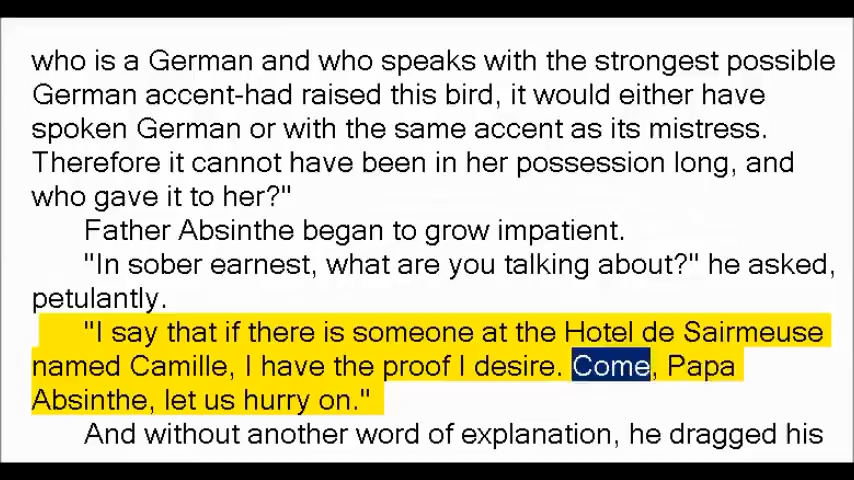 who is a German and who speaks with the strongest possible
German accent-had raised this bird, it would either have
spoken German or with the same accent as its mistress.
Therefore it cannot have been in her possession long, and
who gave it to her?"
Father Absinthe began to grow impatient.
"In sober earnest, what are you talking about?" he asked,
petulantly.
"I say that if there is someone at the Hotel de Sairmeuse
named Camille, I have the proof I desire. Come, Papa
Absinthe, let us hurry on."
And without another word of explanation, he dragged his